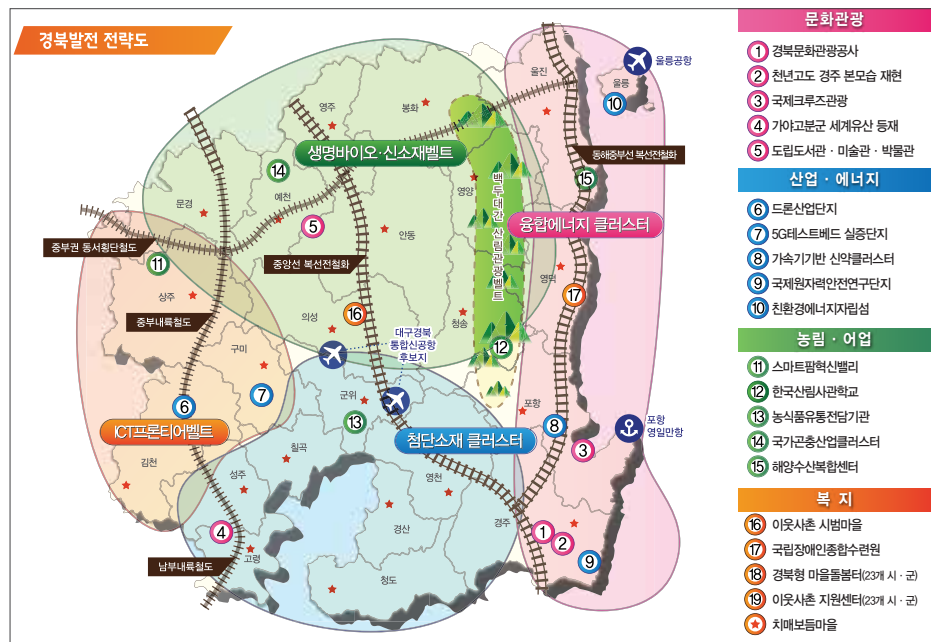 경북발전 전략도
울릉공항
울진
울릉
10
영주
봉화
생명바이오·신소재벨트
동해중부선 복선전철화
14
15
문경
예천
영양
백두대간 산림관광벨트
5
안동
융합에너지 클러스터
중부권 동서횡단철도
11
중앙선 복선전철화
영덕
상주
17
중부내륙철도
의성
16
청송
대구경북
통합신공항
후보지
12
구미
7
군위
6
13
포항
ICT프론티어벨트
첨단소재 클러스터
8
포항
영일만항
3
김천
칠곡
성주
영천
경산
경주
4
1
2
고령
9
남부내륙철도
청도
문화관광
1 경북문화관광공사
2 천년고도 경주 본모습 재현
3 국제크루즈관광
4 가야고분군 세계유산 등재
5 도립도서관·미술관·박물관
산업·에너지
6 드론산업단지
7 5G테스트베드 실증단지
8 가속기기반 신약클러스터
9 국제원자력안전연구단지
10 친환경에너지자립섬
농림·어업
11 스마트팜혁신밸리
12 한국산림사관학교
13 농식품유통전담기관
14 국가곤충산업클러스터
15 해양수산복합센터
복 지
16 이웃사촌 시범마을
17 국립장애인종합수련원
18 경북형 마을돌봄터(23개 시·군)
19 이웃사촌 지원센터(23개 시·군)
치매보듬마을